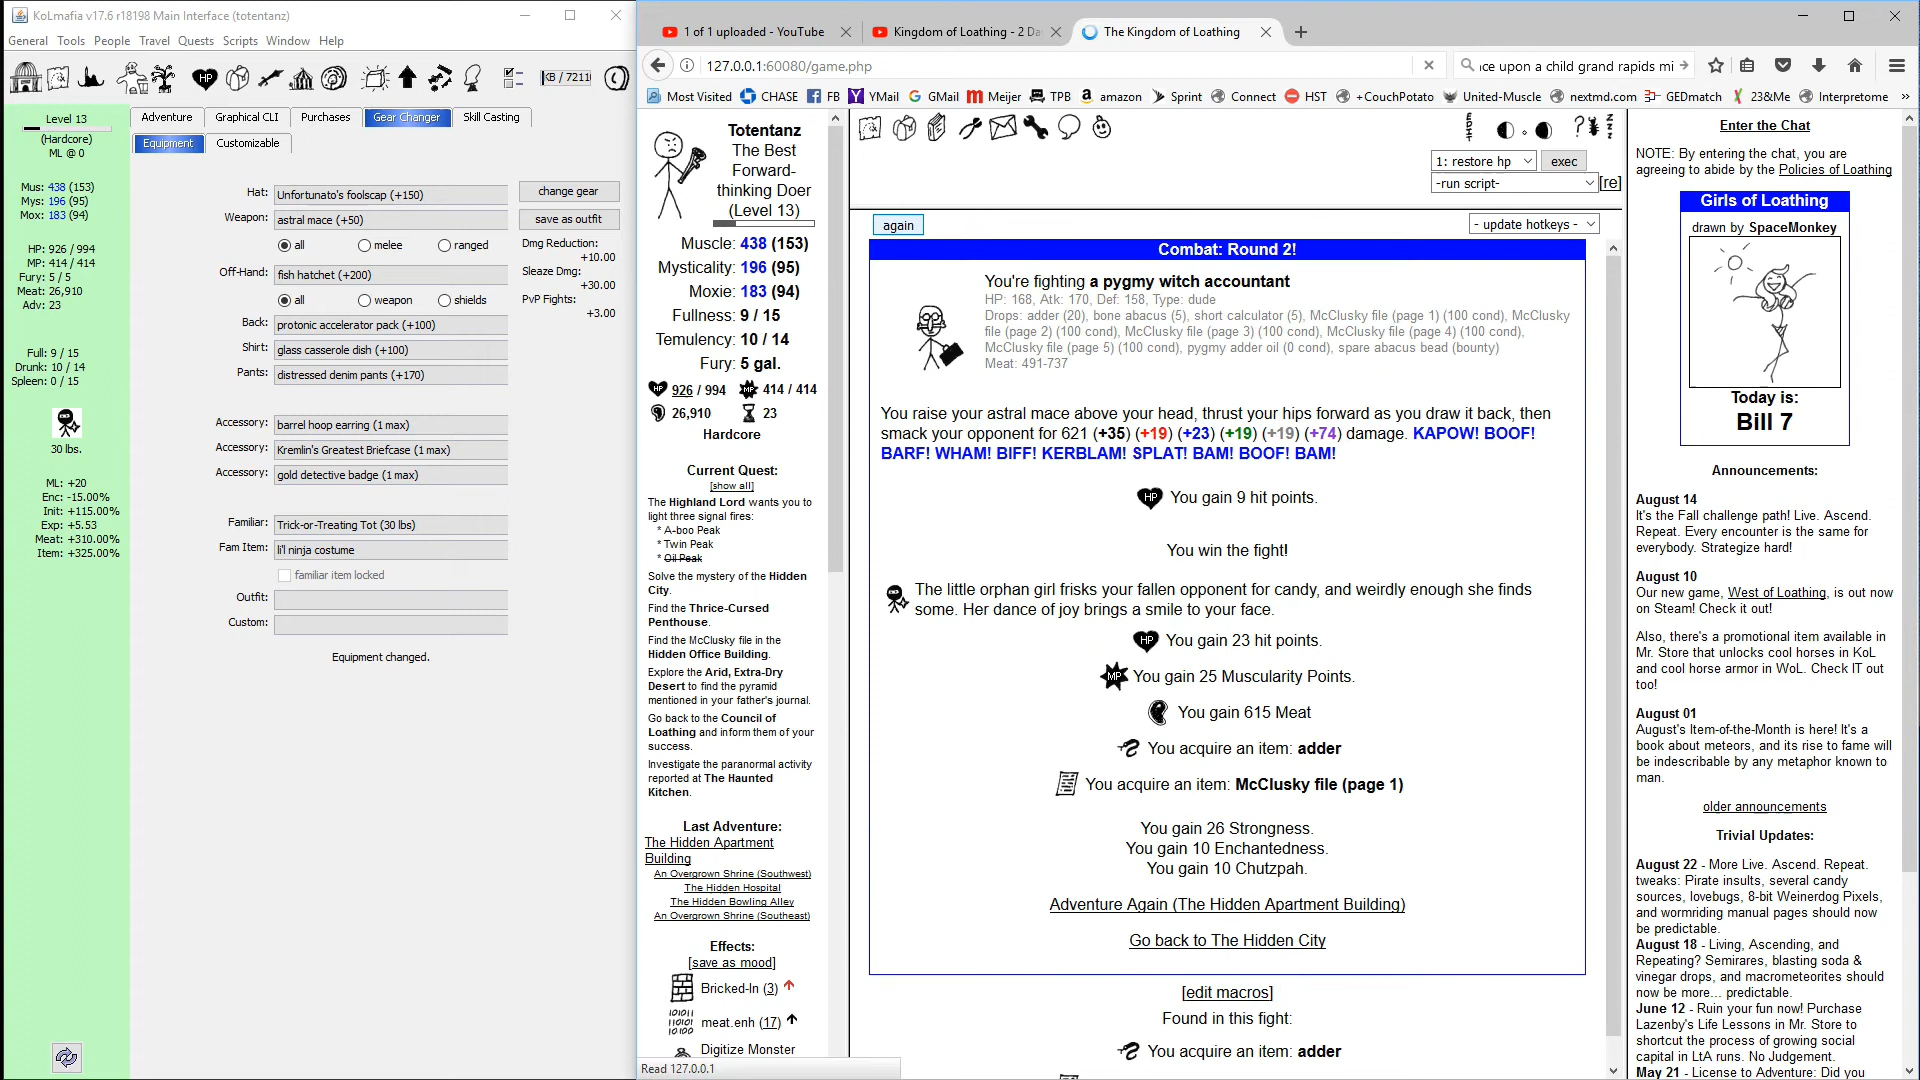 KoLmafia v17.6 r18198 Main Interface (totentanz)
General Tools People Travel Quests Scripts Window Help
KB / 7211
Level 13
(Hardcore)
ML @ 0
Mus: 438 (153)
Mys: 196 (95)
Mox: 183 (94)
HP: 926 / 994
MP: 414 / 414
Fury: 5 / 5
Meat: 26,910
Adv: 23
Full: 9 / 15
Drunk: 10 / 14
Spleen: 0 / 15
30 lbs.
ML: +20
Enc: -15.00%
Init: +115.00%
Exp: +5.53
Meat: +310.00%
Item: +325.00%
Adventure Graphical CLI Purchases Gear Changer Skill Casting
Equipment Customizable
Hat: Unfortunato's foolscap (+150) change gear
Weapon: astral mace (+50) save as outfit
all melee ranged
Off-Hand: fish hatchet (+200)
all weapon shields
Back: protonic accelerator pack (+100)
Shirt: glass casserole dish (+100)
Pants: distressed denim pants (+170)
Dmg Reduction:
+10.00
Sleaze Dmg:
+30.00
PvP Fights:
+3.00
Accessory: barrel hoop earring (1 max)
Accessory: Kremlin's Greatest Briefcase (1 max)
Accessory: gold detective badge (1 max)
Familiar: Trick-or-Treating Tot (30 lbs)
Fam Item: li'l ninja costume
familiar item locked
Outfit:
Custom:
Equipment changed.
1 of 1 uploaded - YouTube
Kingdom of Loathing - 2 Da
The Kingdom of Loathing
127.0.0.1:60080/game.php
ice upon a child grand rapids mi
Most Visited CHASE FB YMail GMail Meijer TPB amazon Sprint Connect HST +CouchPotato United-Muscle nextmd.com GEDmatch 23&Me Interpretome
Totentanz
The Best
Forward-
thinking Doer
(Level 13)
Muscle: 438 (153)
Mysticality: 196 (95)
Moxie: 183 (94)
Fullness: 9 / 15
Temulency: 10 / 14
Fury: 5 gal.
HP 926 / 994 MP 414 / 414
26,910 23
Hardcore
Current Quest:
[show all]
The Highland Lord wants you to
light three signal fires:
* A-boo Peak
* Twin Peak
* Oil Peak
Solve the mystery of the Hidden
City.
Find the Thrice-Cursed
Penthouse.
Find the McClusky file in the
Hidden Office Building.
Explore the Arid, Extra-Dry
Desert to find the pyramid
mentioned in your father's journal.
Go back to the Council of
Loathing and inform them of your
success.
Investigate the paranormal activity
reported at The Haunted
Kitchen.
Last Adventure:
The Hidden Apartment
Building
An Overgrown Shrine (Southwest)
The Hidden Hospital
The Hidden Bowling Alley
An Overgrown Shrine (Southeast)
Effects:
[save as mood]
Bricked-In (3)
meat.enh (17)
Digitize Monster
Read 127.0.0.1
EDIT
1: restore hp exec
-run script- [re]
again - update hotkeys -
Combat: Round 2!
You're fighting a pygmy witch accountant
HP: 168, Atk: 170, Def: 158, Type: dude
Drops: adder (20), bone abacus (5), short calculator (5), McClusky file (page 1) (100 cond), McClusky
file (page 2) (100 cond), McClusky file (page 3) (100 cond), McClusky file (page 4) (100 cond),
McClusky file (page 5) (100 cond), pygmy adder oil (0 cond), spare abacus bead (bounty)
Meat: 491-737
You raise your astral mace above your head, thrust your hips forward as you draw it back, then
smack your opponent for 621 (+35) (+19) (+23) (+19) (+19) (+74) damage. KAPOW! BOOF!
BARF! WHAM! BIFF! KERBLAM! SPLAT! BAM! BOOF! BAM!
HP You gain 9 hit points.
You win the fight!
The little orphan girl frisks your fallen opponent for candy, and weirdly enough she finds
some. Her dance of joy brings a smile to your face.
HP You gain 23 hit points.
MP You gain 25 Muscularity Points.
You gain 615 Meat
You acquire an item: adder
You acquire an item: McClusky file (page 1)
You gain 26 Strongness.
You gain 10 Enchantedness.
You gain 10 Chutzpah.
Adventure Again (The Hidden Apartment Building)
Go back to The Hidden City
[edit macros]
Found in this fight:
You acquire an item: adder
Enter the Chat
NOTE: By entering the chat, you are
agreeing to abide by the Policies of Loathing
Girls of Loathing
drawn by SpaceMonkey
Today is:
Bill 7
Announcements:
August 14
It's the Fall challenge path! Live. Ascend.
Repeat. Every encounter is the same for
everybody. Strategize hard!
August 10
Our new game, West of Loathing, is out now
on Steam! Check it out!
Also, there's a promotional item available in
Mr. Store that unlocks cool horses in KoL
and cool horse armor in WoL. Check IT out
too!
August 01
August's Item-of-the-Month is here! It's a
book about meteors, and its rise to fame will
be indescribable by any metaphor known to
man.
older announcements
Trivial Updates:
August 22 - More Live. Ascend. Repeat.
tweaks: Pirate insults, several candy
sources, lovebugs, 8-bit Weinerdog Pixels,
and wormriding manual pages should now
be predictable.
August 18 - Living, Ascending, and
Repeating? Semirares, blasting soda &
vinegar drops, and macrometeorites should
now be more... predictable.
June 12 - Ruin your fun now! Purchase
Lazenby's Life Lessons in Mr. Store to
shortcut the process of growing social
capital in LtA runs. No Judgement.
May 21 - License to Adventure: Did you